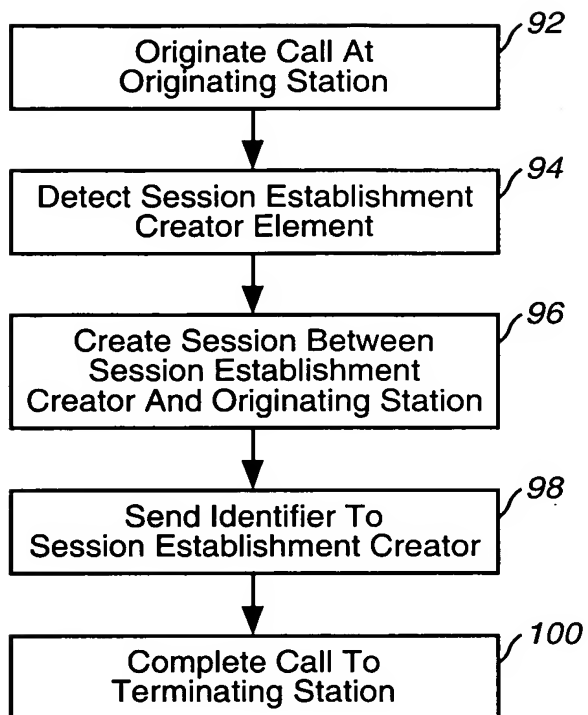 92
Originate Call At
Originating Station
94
Detect Session Establishment
Creator Element
96
Create Session Between
Session Establishment
Creator And Originating Station
98
Send Identifier To
Session Establishment Creator
100
Complete Call To
Terminating Station